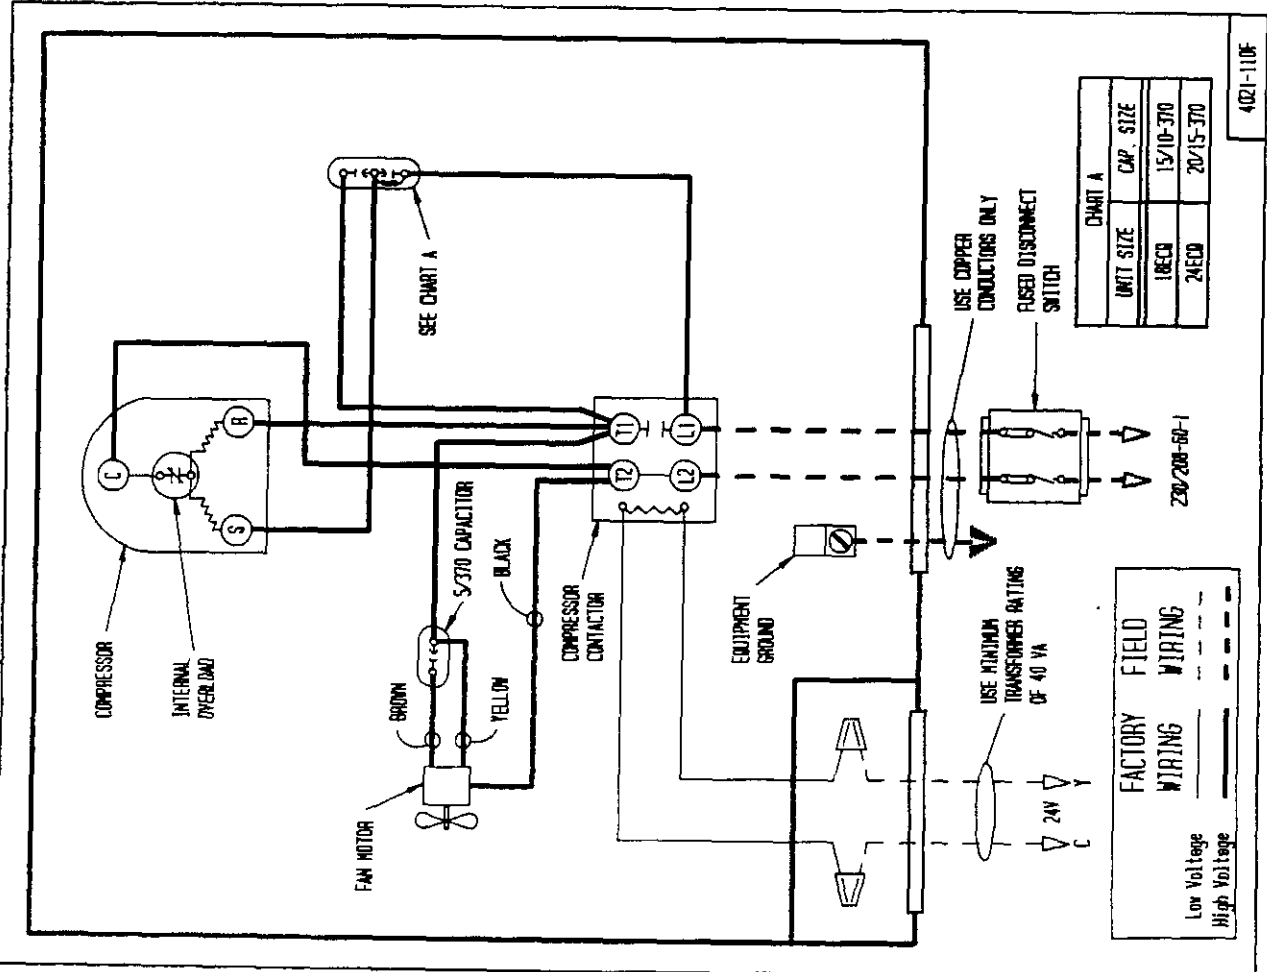 COMPRESSOR
INTERNAL
OVERLOAD
C
R
S
SEE CHART A
FAN MOTOR
BROWN
YELLOW
5/370 CAPACITOR
BLACK
COMPRESSOR
CONTACTOR
T1
T2
L1
L2
EQUIPMENT
GROUND
USE COPPER
CONDUCTORS ONLY
FUSED DISCONNECT
SWITCH
230/208-60-1
USE MINIMUM
TRANSFORMER RATING
OF 40 VA
24V
C
Y
CHART A
UNIT SIZE CAP. SIZE
18ECQ 15/10-370
24ECQ 20/15-370
FACTORY FIELD
WIRING WIRING
Low Voltage
High Voltage
4021-110F